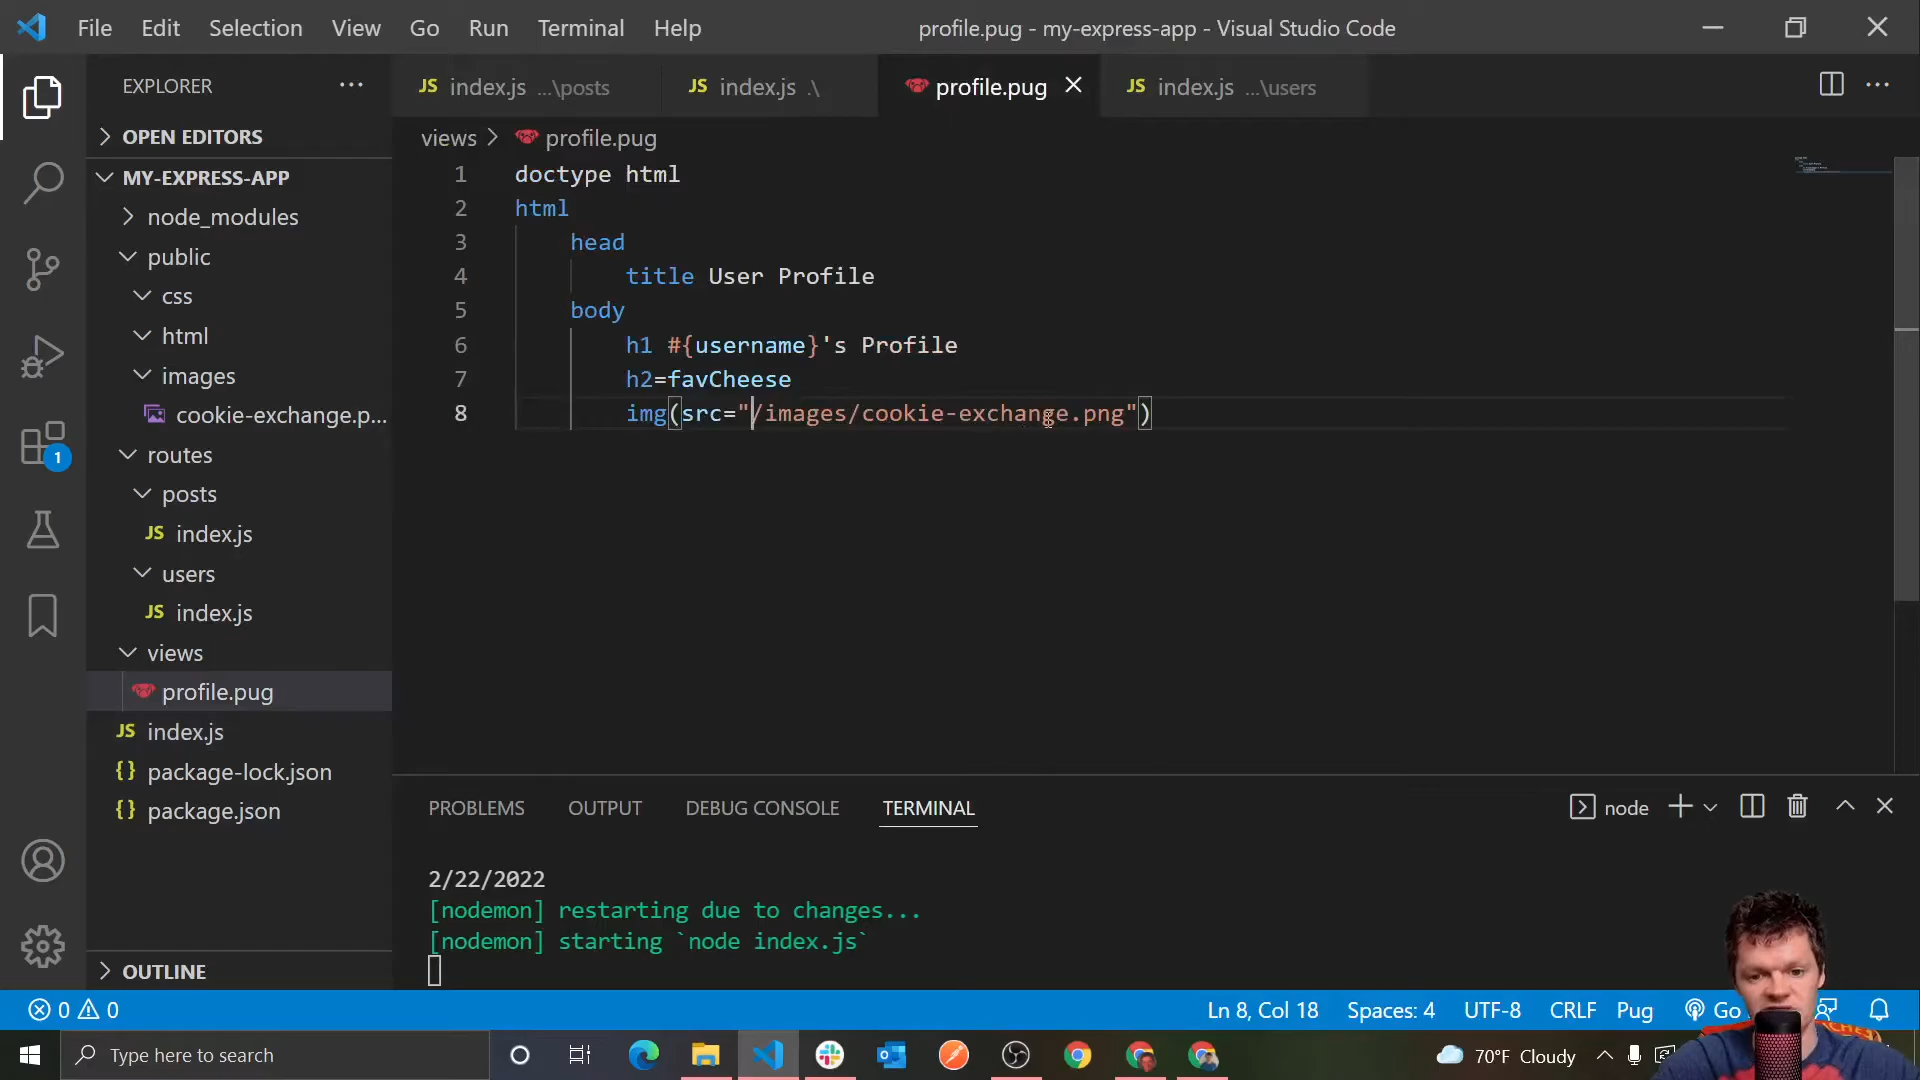 File Edit Selection View Go Run Terminal Help
profile.pug - my-express-app - Visual Studio Code
EXPLORER
OPEN EDITORS
MY-EXPRESS-APP
node_modules
public
css
html
images
cookie-exchange.p...
routes
posts
JS index.js
users
JS index.js
views
profile.pug
JS index.js
{} package-lock.json
{} package.json
OUTLINE
1
JS index.js ...\posts
JS index.js .\
profile.pug
JS index.js ...\users
views > profile.pug
1 doctype html
2 html
3 head
4 title User Profile
5 body
6 h1 #{username}'s Profile
7 h2=favCheese
8 img(src="/images/cookie-exchange.png")
PROBLEMS OUTPUT DEBUG CONSOLE TERMINAL
node
2/22/2022
[nodemon] restarting due to changes...
[nodemon] starting `node index.js`
0 0
Ln 8, Col 18 Spaces: 4 UTF-8 CRLF Pug Go
Type here to search
70°F Cloudy